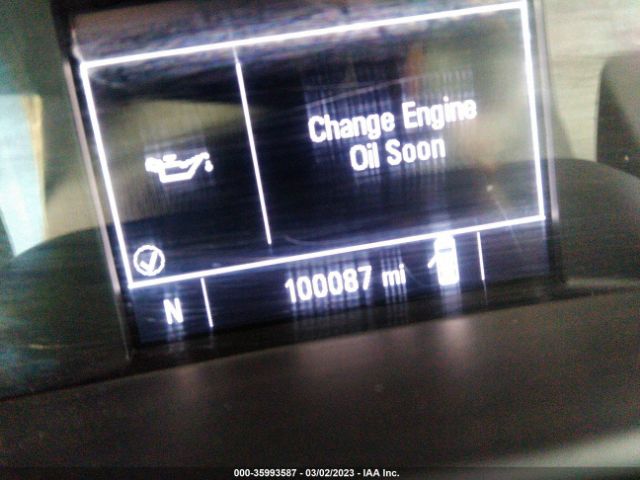 Change Engine
Oil Soon
N
100087 mi
000-35993587 - 03/02/2023 - IAA Inc.